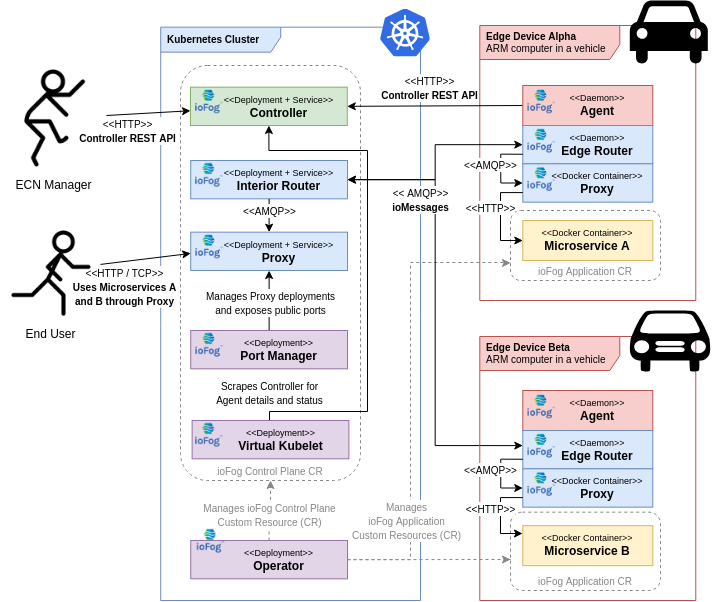 Kubernetes Cluster
Edge Device Alpha
ARM computer in a vehicle
<<HTTP>>
Controller REST API
ioFog
<<Deployment + Service>>
Controller
ioFog
<<Daemon>>
Agent
<<HTTP>>
Controller REST API
ECN Manager
ioFog
<<Daemon>>
Edge Router
<<AMQP>>
ioFog
<<Deployment + Service>>
Interior Router
ioFog
<<Docker Container>>
Proxy
<< AMQP>>
ioMessages
<<AMQP>>
<<HTTP>>
ioFog
<<Deployment + Service>>
Proxy
<<Docker Container>>
Microservice A
ioFog Application CR
<<HTTP / TCP>>
Uses Microservices A
and B through Proxy
End User
Manages Proxy deployments
and exposes public ports
ioFog
<<Deployment>>
Port Manager
Edge Device Beta
ARM computer in a vehicle
Scrapes Controller for
Agent details and status
ioFog
<<Daemon>>
Agent
ioFog
<<Deployment>>
Virtual Kubelet
ioFog
<<Daemon>>
Edge Router
ioFog Control Plane CR
<<AMQP>>
ioFog
<<Docker Container>>
Proxy
<<HTTP>>
Manages ioFog Control Plane
Custom Resource (CR)
Manages
ioFog Application
Custom Resources (CR)
<<Docker Container>>
Microservice B
ioFog Application CR
ioFog
<<Deployment>>
Operator